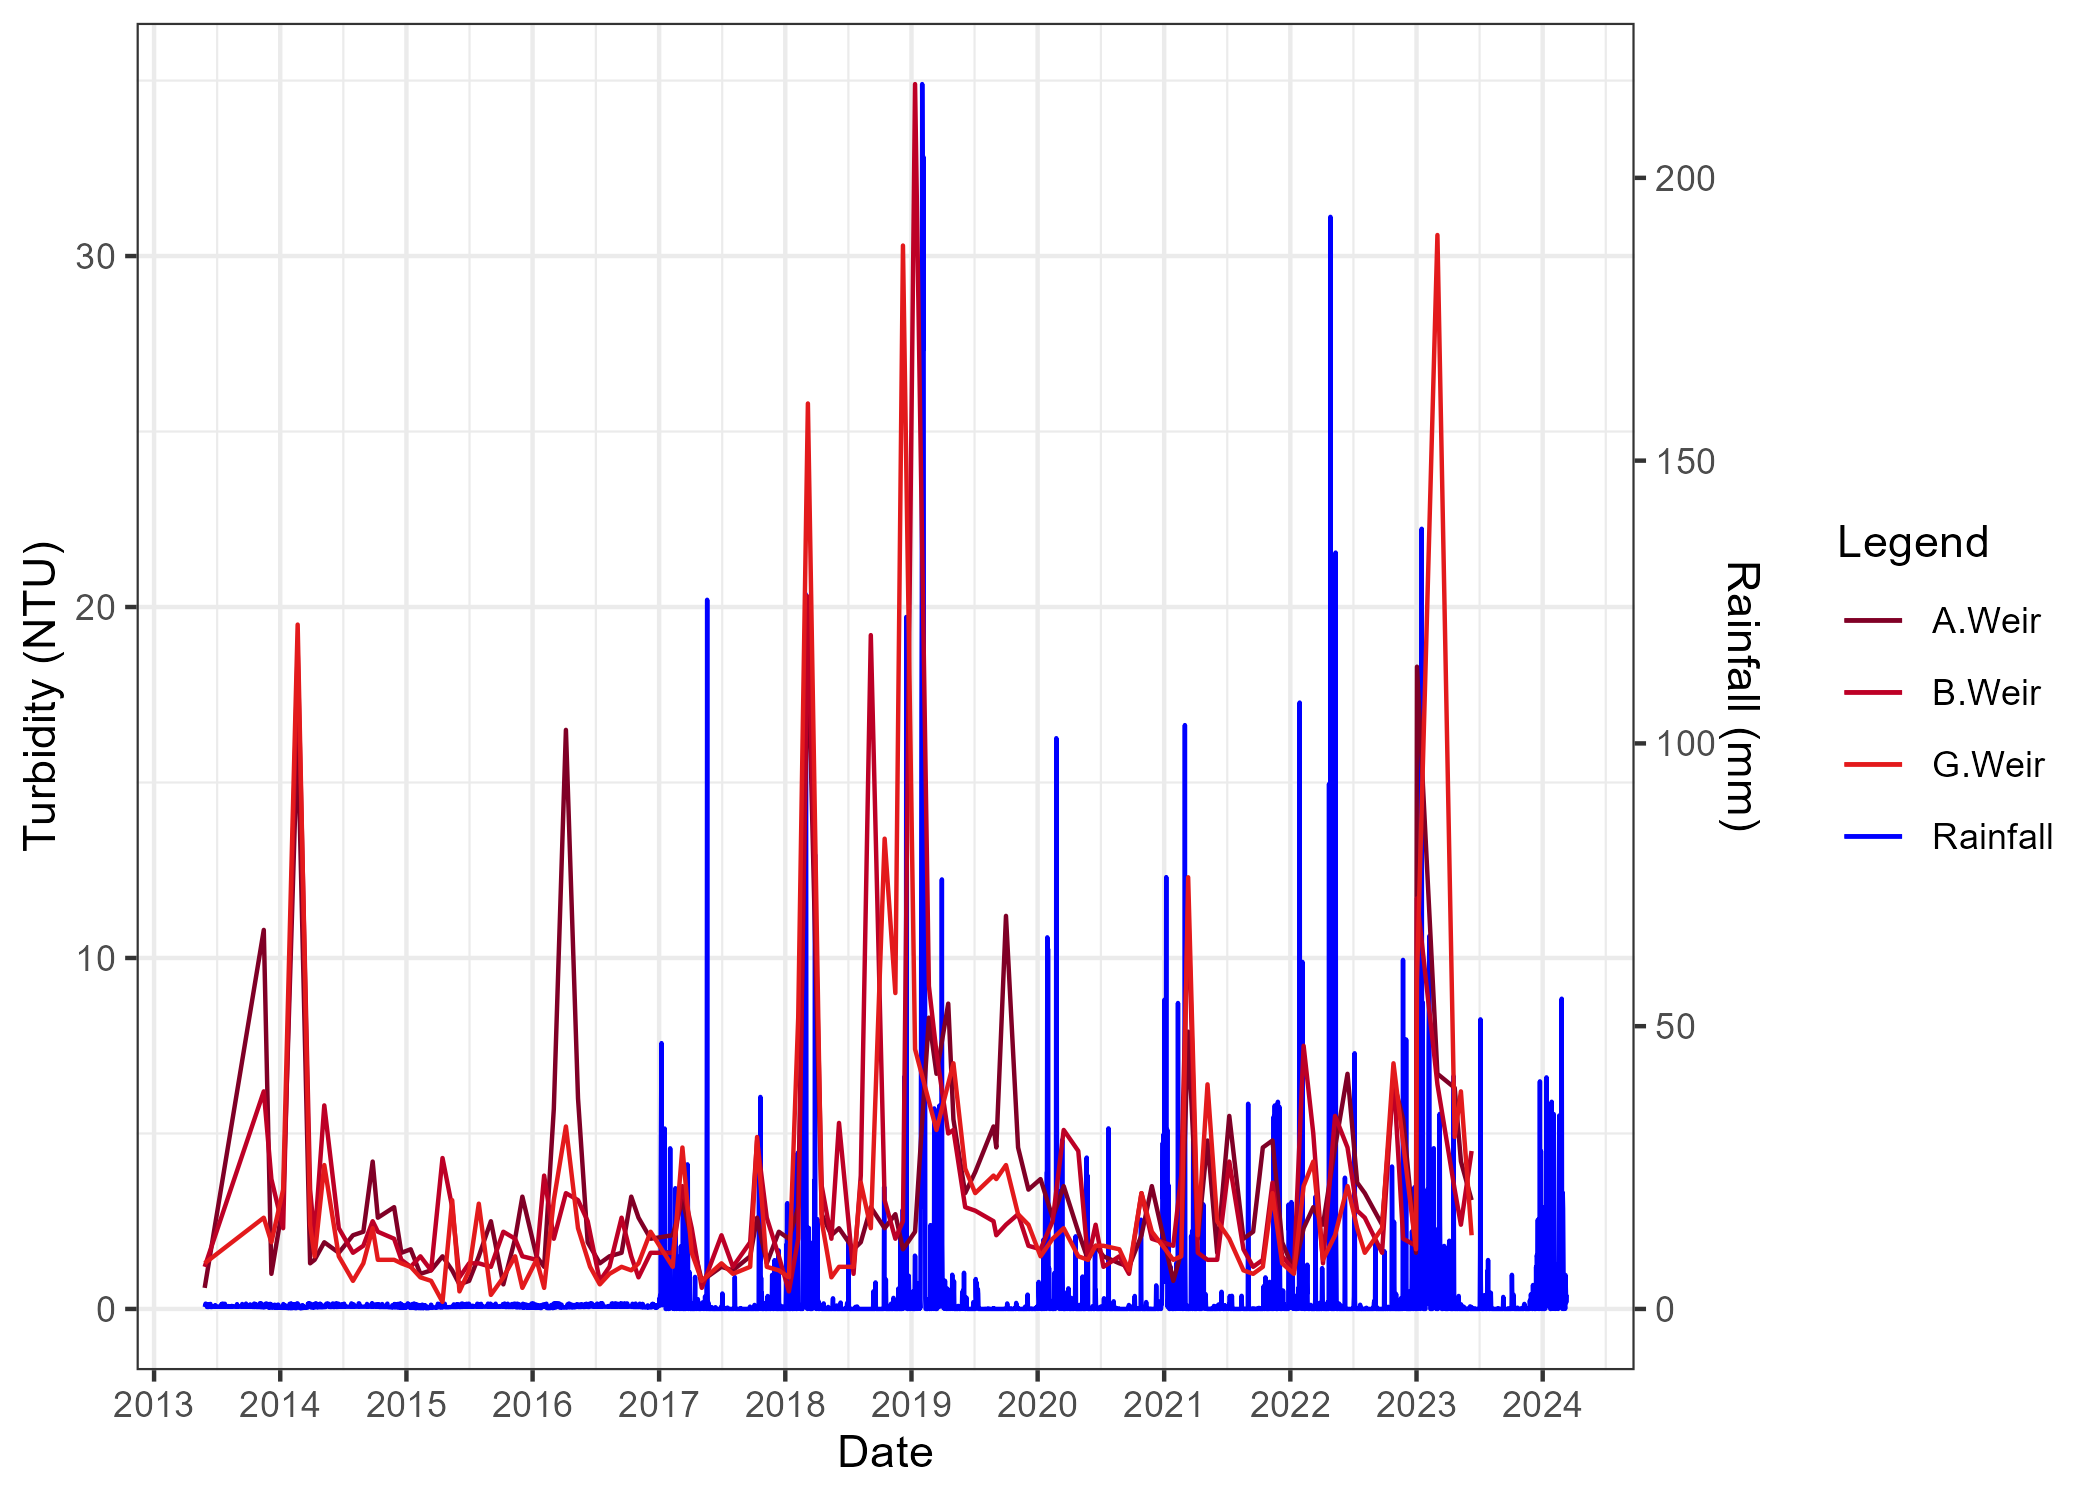 Turbidity (NTU)
30
20
10
0
200
150
100
50
0
Rainfall (mm)
2013 2014 2015 2016 2017 2018 2019 2020 2021 2022 2023 2024
Date
Legend
A.Weir
B.Weir
G.Weir
Rainfall